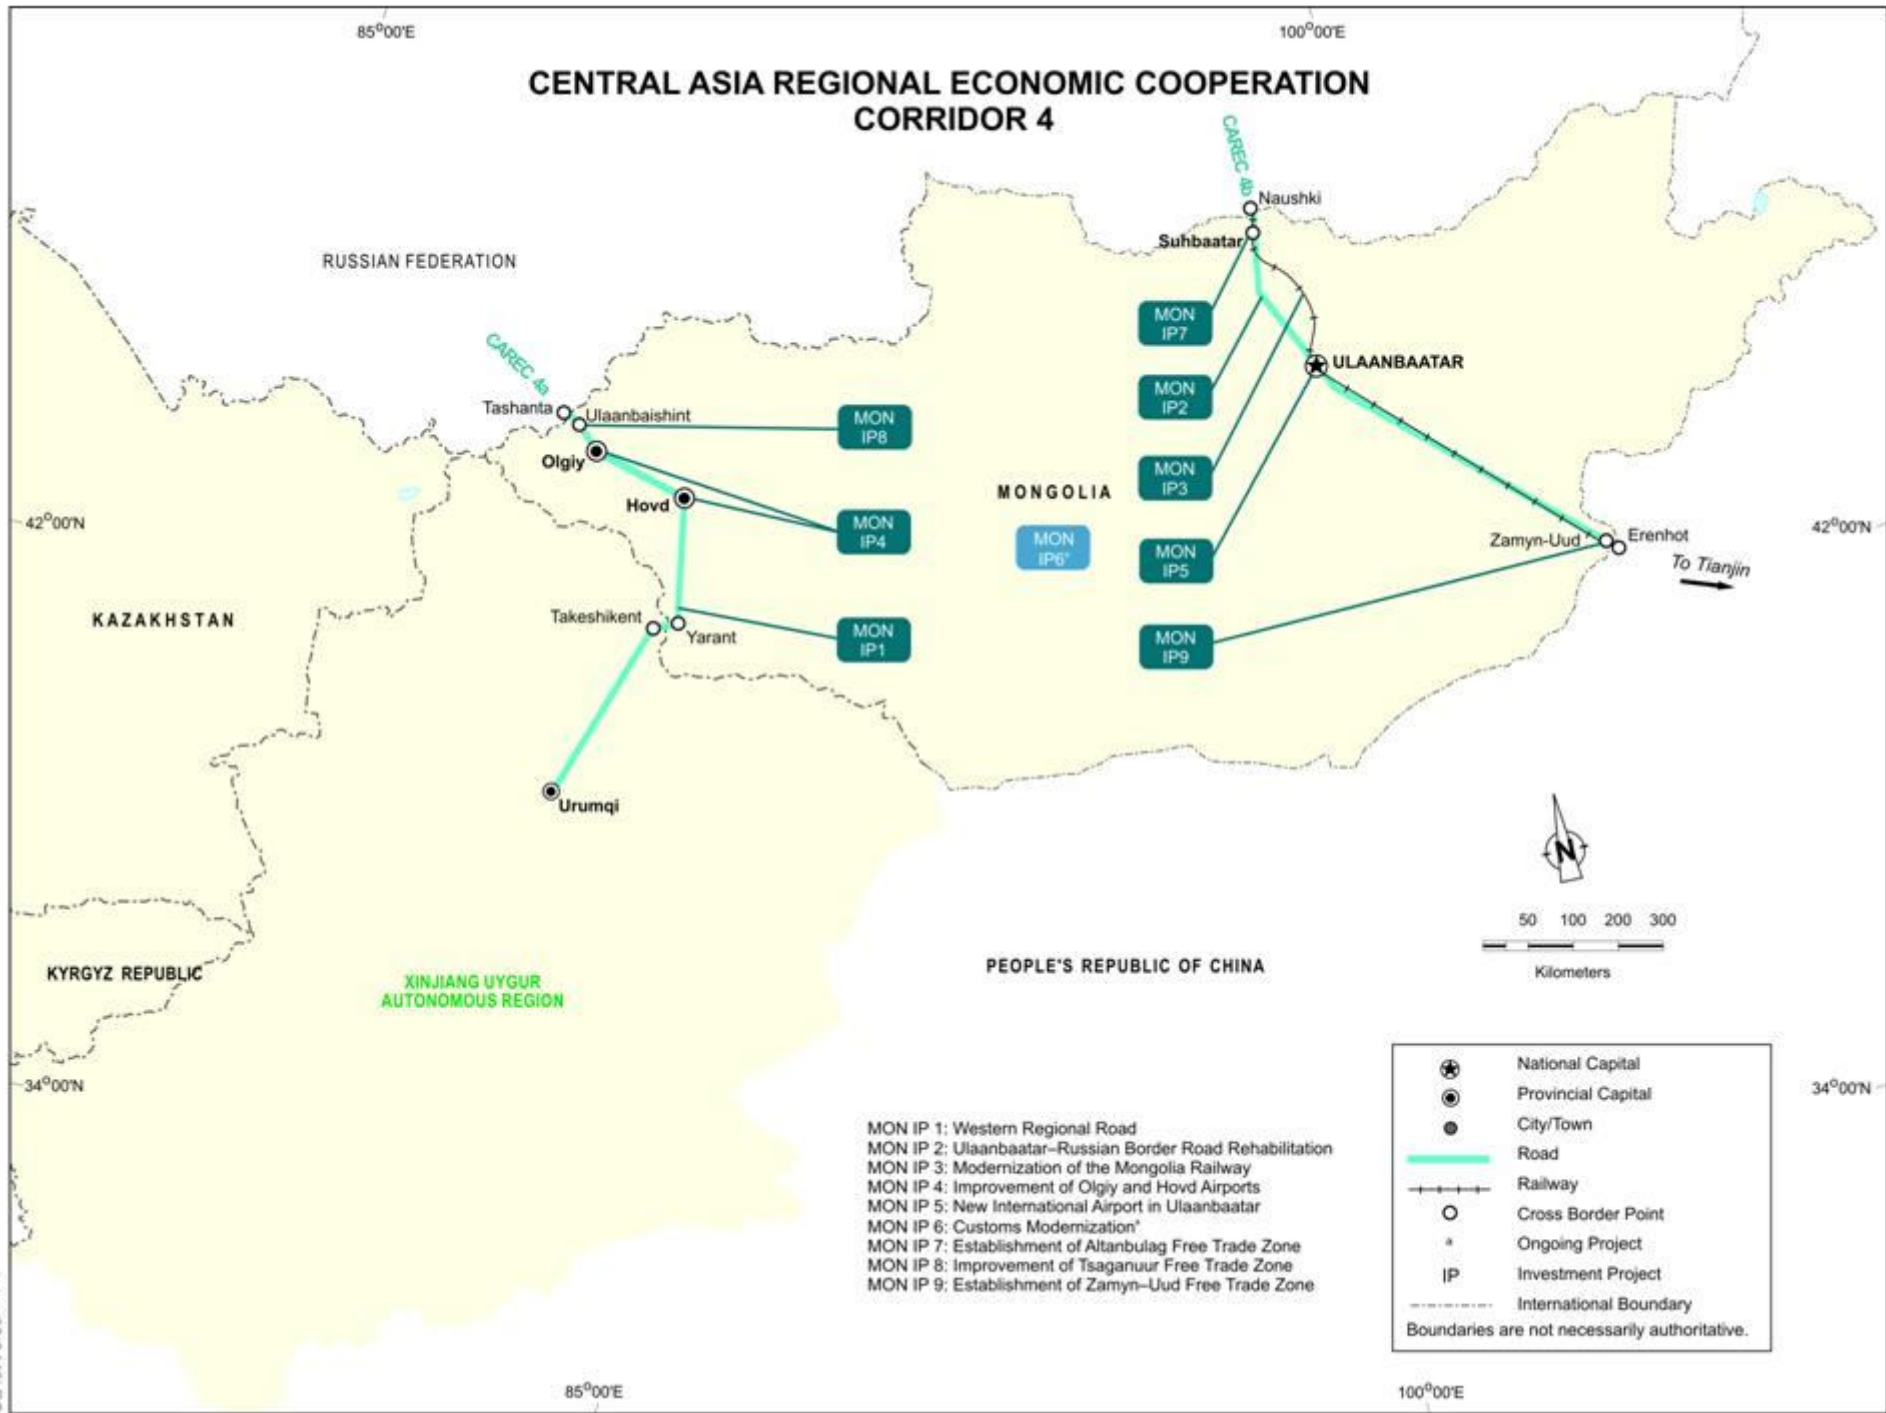 85°00'E
100°00'E
CENTRAL ASIA REGIONAL ECONOMIC COOPERATION
CORRIDOR 4
CAREC 4b
Naushki
Suhbaatar
RUSSIAN FEDERATION
MON
IP7
CAREC 4a
ULAANBAATAR
MON
IP2
Tashanta
Ulaanbaishint
MON
IP8
Olgiy
Hovd
MONGOLIA
MON
IP3
42°00'N
MON
IP4
MON
IP6ª
42°00'N
Zamyn-Uud
Erenhot
To Tianjin
MON
IP5
KAZAKHSTAN
Takeshikent
Yarant
MON
IP1
MON
IP9
Urumqi
N
50 100 200 300
Kilometers
KYRGYZ REPUBLIC
XINJIANG UYGUR
AUTONOMOUS REGION
PEOPLE'S REPUBLIC OF CHINA
34°00'N
34°00'N
MON IP 1: Western Regional Road
MON IP 2: Ulaanbaatar–Russian Border Road Rehabilitation
MON IP 3: Modernization of the Mongolia Railway
MON IP 4: Improvement of Olgiy and Hovd Airports
MON IP 5: New International Airport in Ulaanbaatar
MON IP 6: Customs Modernizationª
MON IP 7: Establishment of Altanbulag Free Trade Zone
MON IP 8: Improvement of Tsaganuur Free Trade Zone
MON IP 9: Establishment of Zamyn–Uud Free Trade Zone
National Capital
Provincial Capital
City/Town
Road
Railway
Cross Border Point
ª Ongoing Project
IP Investment Project
International Boundary
Boundaries are not necessarily authoritative.
85°00'E
100°00'E